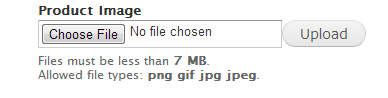 Product Image
Choose File No file chosen Upload
Files must be less than 7 MB.
Allowed file types: png gif jpg jpeg.